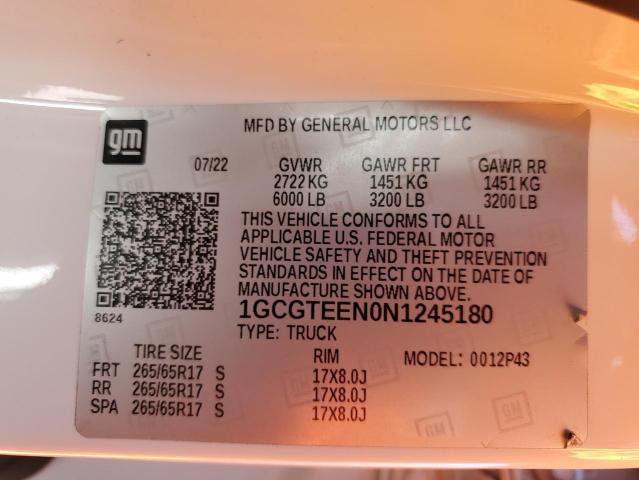 gm
MFD BY GENERAL MOTORS LLC
07/22 GVWR GAWR FRT GAWR RR
2722 KG 1451 KG 1451 KG
6000 LB 3200 LB 3200 LB
THIS VEHICLE CONFORMS TO ALL
APPLICABLE U.S. FEDERAL MOTOR
VEHICLE SAFETY AND THEFT PREVENTION
STANDARDS IN EFFECT ON THE DATE OF
MANUFACTURE SHOWN ABOVE.
8624
1GCGTEEN0N1245180
TYPE: TRUCK
TIRE SIZE RIM MODEL: 0012P43
FRT 265/65R17 S 17X8.0J
RR 265/65R17 S 17X8.0J
SPA 265/65R17 S 17X8.0J